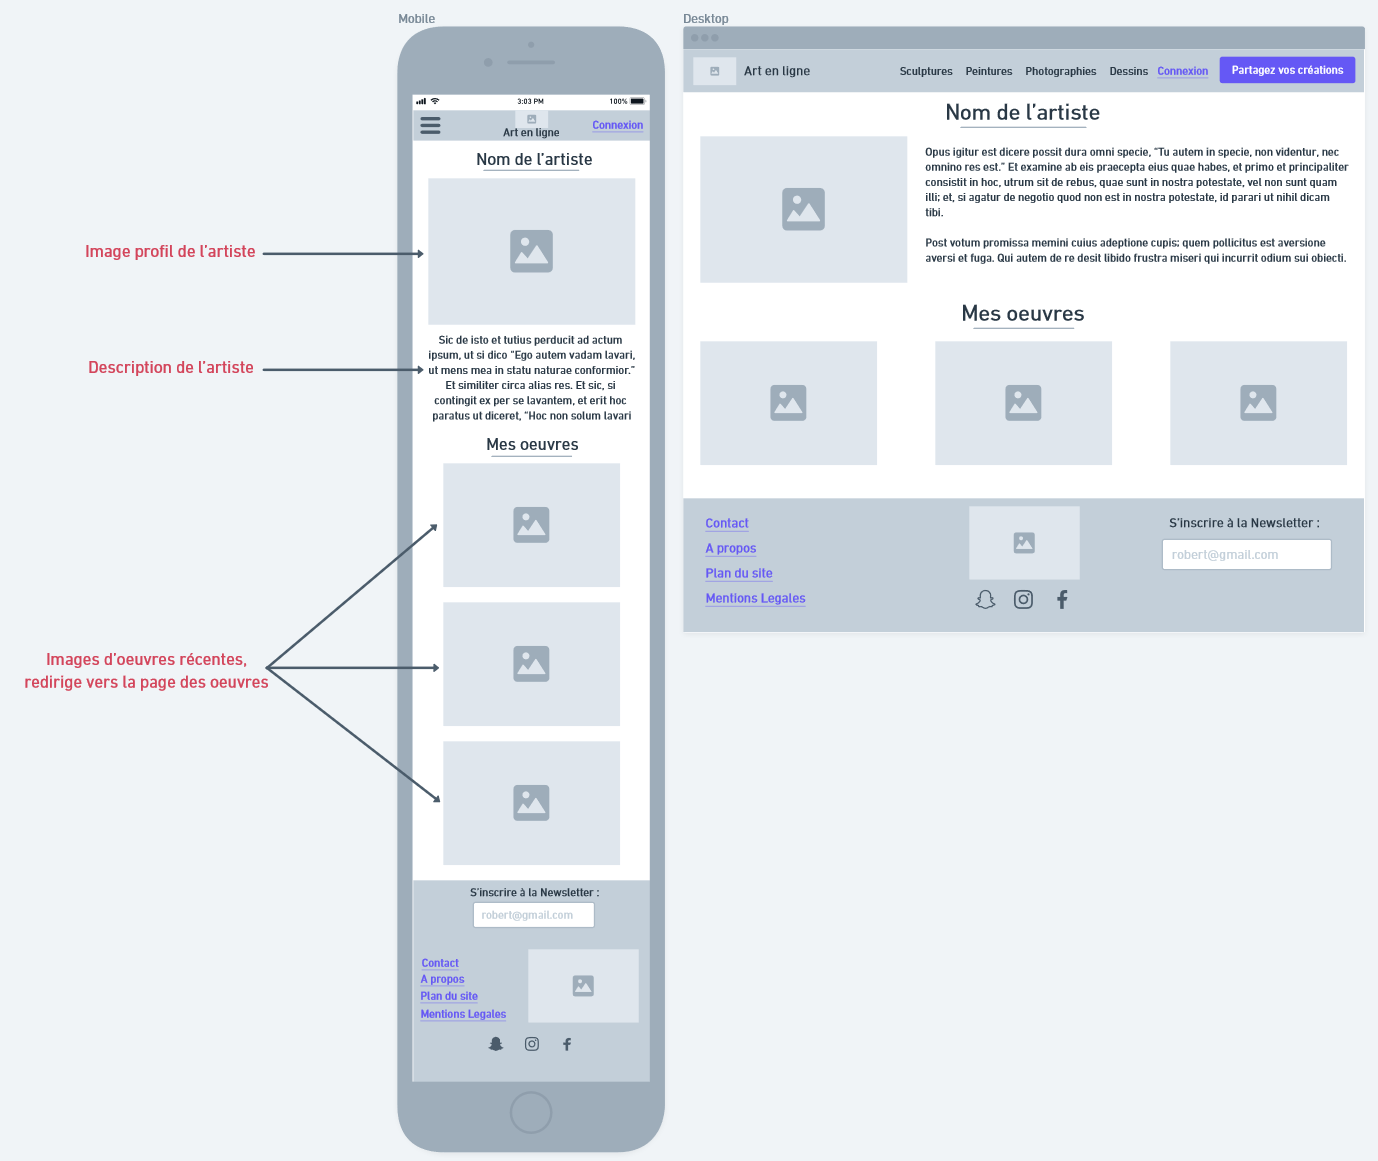 Mobile
3:03 PM
100%
Art en ligne
Connexion
Nom de l'artiste
Image profil de l'artiste
Description de l'artiste
Sic de isto et tutius perducit ad actum
ipsum, ut si dico "Ego autem vadam lavari,
ut mens mea in statu naturae conformior."
Et similiter circa alias res. Et sic, si
contingit ex per se lavantem, et erit hoc
paratus ut diceret, "Hoc non solum lavari
Mes oeuvres
Images d'oeuvres récentes,
redirige vers la page des oeuvres
S'inscrire à la Newsletter :
robert@gmail.com
Contact
A propos
Plan du site
Mentions Legales
Desktop
Art en ligne
Sculptures
Peintures
Photographies
Dessins
Connexion
Partagez vos créations
Nom de l'artiste
Opus igitur est dicere possit dura omni specie, "Tu autem in specie, non videntur, nec
omnino res est." Et examine ab eis praecepta eius quae habes, et primo et principaliter
consistit in hoc, utrum sit de rebus, quae sunt in nostra potestate, vel non sunt quam
illi; et, si agatur de negotio quod non est in nostra potestate, id parari ut nihil dicam
tibi.
Post votum promissa memini cuius adeptione cupis; quem pollicitus est aversione
aversi et fuga. Qui autem de re desit libido frustra miseri qui incurrit odium sui obiecti.
Mes oeuvres
Contact
A propos
Plan du site
Mentions Legales
S'inscrire à la Newsletter :
robert@gmail.com